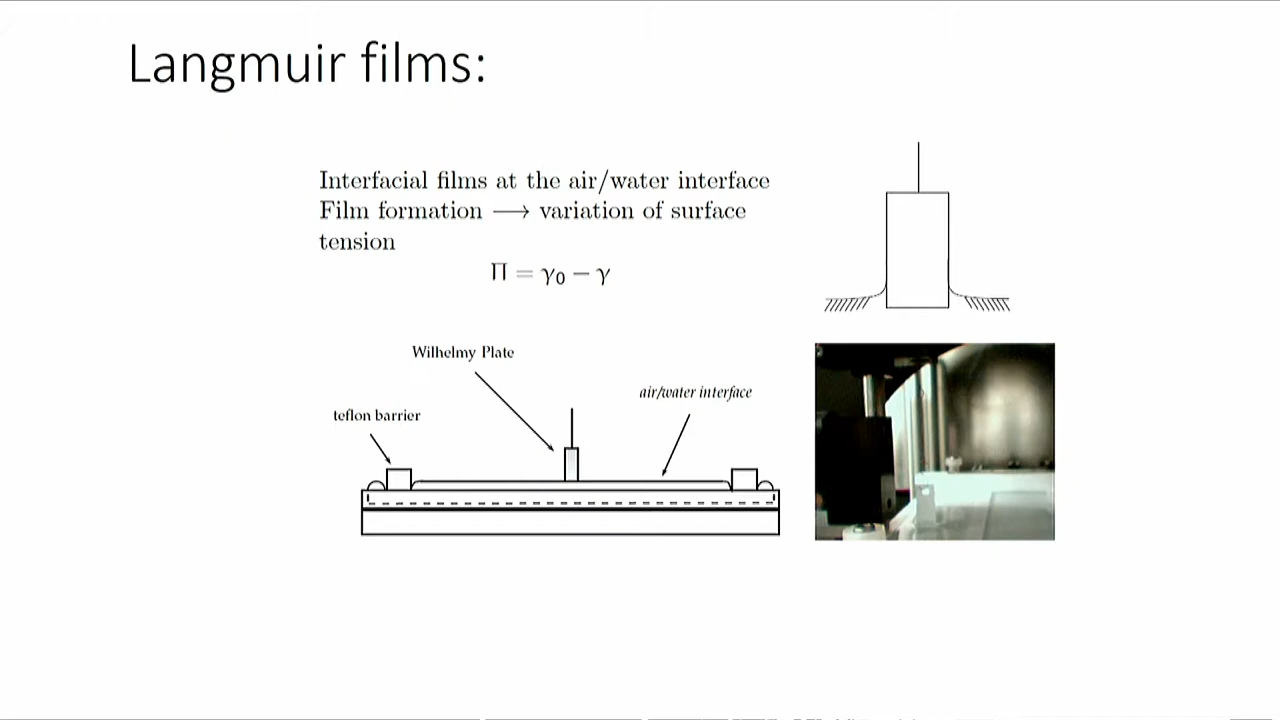 Langmuir films:
Interfacial films at the air/water interface
Film formation ⟶ variation of surface
tension
Π = γ₀ − γ
Wilhelmy Plate
air/water interface
teflon barrier